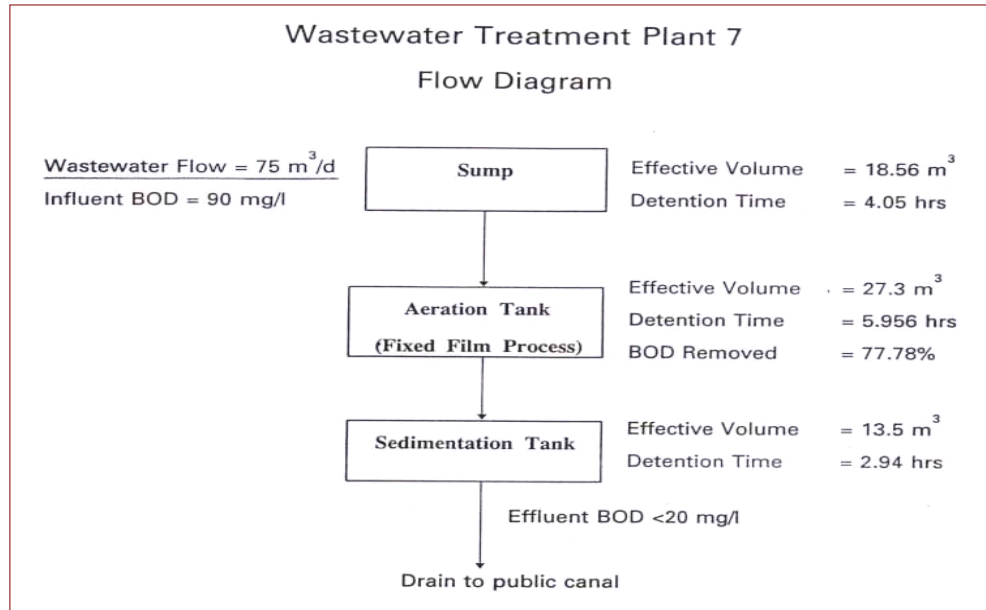 Wastewater Treatment Plant 7
Flow Diagram
Wastewater Flow = 75 m³/d
Influent BOD = 90 mg/l
Sump
Effective Volume = 18.56 m³
Detention Time = 4.05 hrs
Aeration Tank
(Fixed Film Process)
Effective Volume = 27.3 m³
Detention Time = 5.956 hrs
BOD Removed = 77.78%
Sedimentation Tank
Effective Volume = 13.5 m³
Detention Time = 2.94 hrs
Effluent BOD <20 mg/l
Drain to public canal